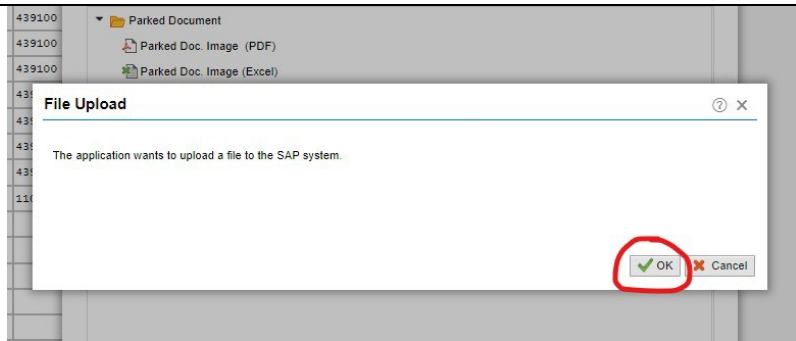 439100
Parked Document
439100
Parked Doc. Image (PDF)
439100
Parked Doc. Image (Excel)
File Upload
The application wants to upload a file to the SAP system.
OK
Cancel